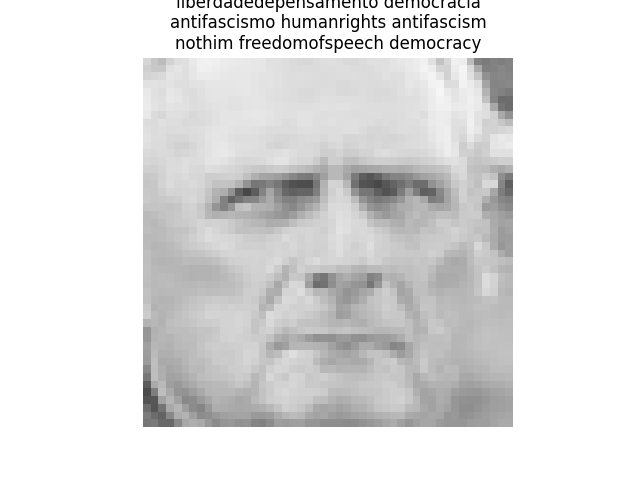 liberdadedepensamento democracia
antifascismo humanrights antifascism
nothim freedomofspeech democracy